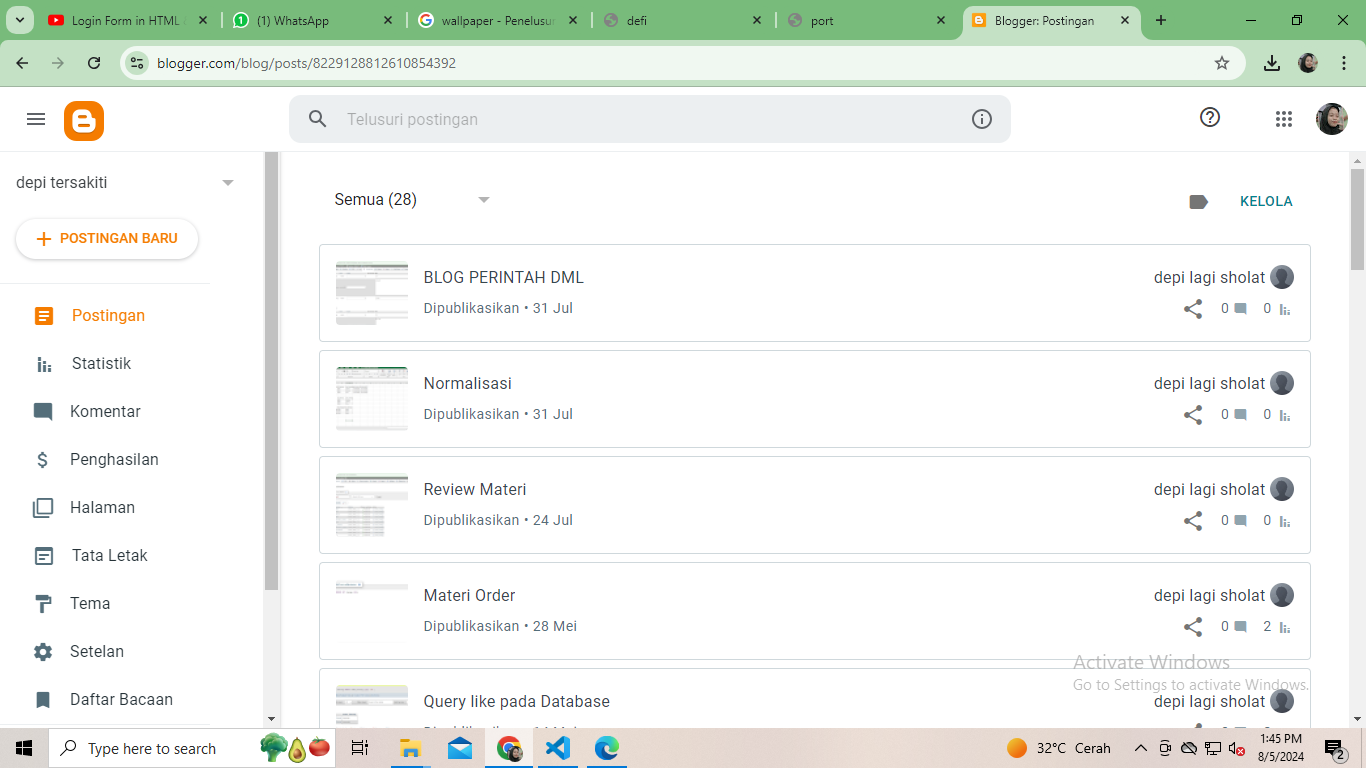 Login Form in HTML
(1) WhatsApp
wallpaper - Penelusu
defi
port
Blogger: Postingan
blogger.com/blog/posts/8229128812610854392
Telusuri postingan
depi tersakiti
POSTINGAN BARU
Postingan
Statistik
Komentar
Penghasilan
Halaman
Tata Letak
Tema
Setelan
Daftar Bacaan
Semua (28)
KELOLA
BLOG PERINTAH DML
depi lagi sholat
Dipublikasikan • 31 Jul
0 0
Normalisasi
depi lagi sholat
Dipublikasikan • 31 Jul
0 0
Review Materi
depi lagi sholat
Dipublikasikan • 24 Jul
0 0
Materi Order
depi lagi sholat
Dipublikasikan • 28 Mei
0 2
Query like pada Database
depi lagi sholat
Activate Windows
Go to Settings to activate Windows.
Type here to search
32°C Cerah
1:45 PM
8/5/2024
2